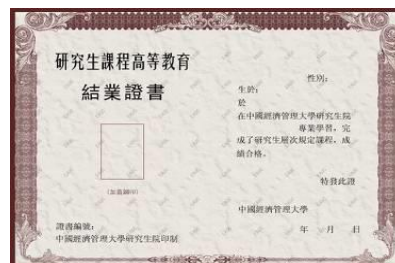 研究生課程高等教育
結業證書
(加蓋鋼印)
證書編號:
中國經濟管理大學研究生院印制
性別:
生於:
於
在中國經濟管理大學研究生院
專業學習,完
成了研究生層次規定課程,成
績合格。
特發此證
中國經濟管理大學
年 月 日